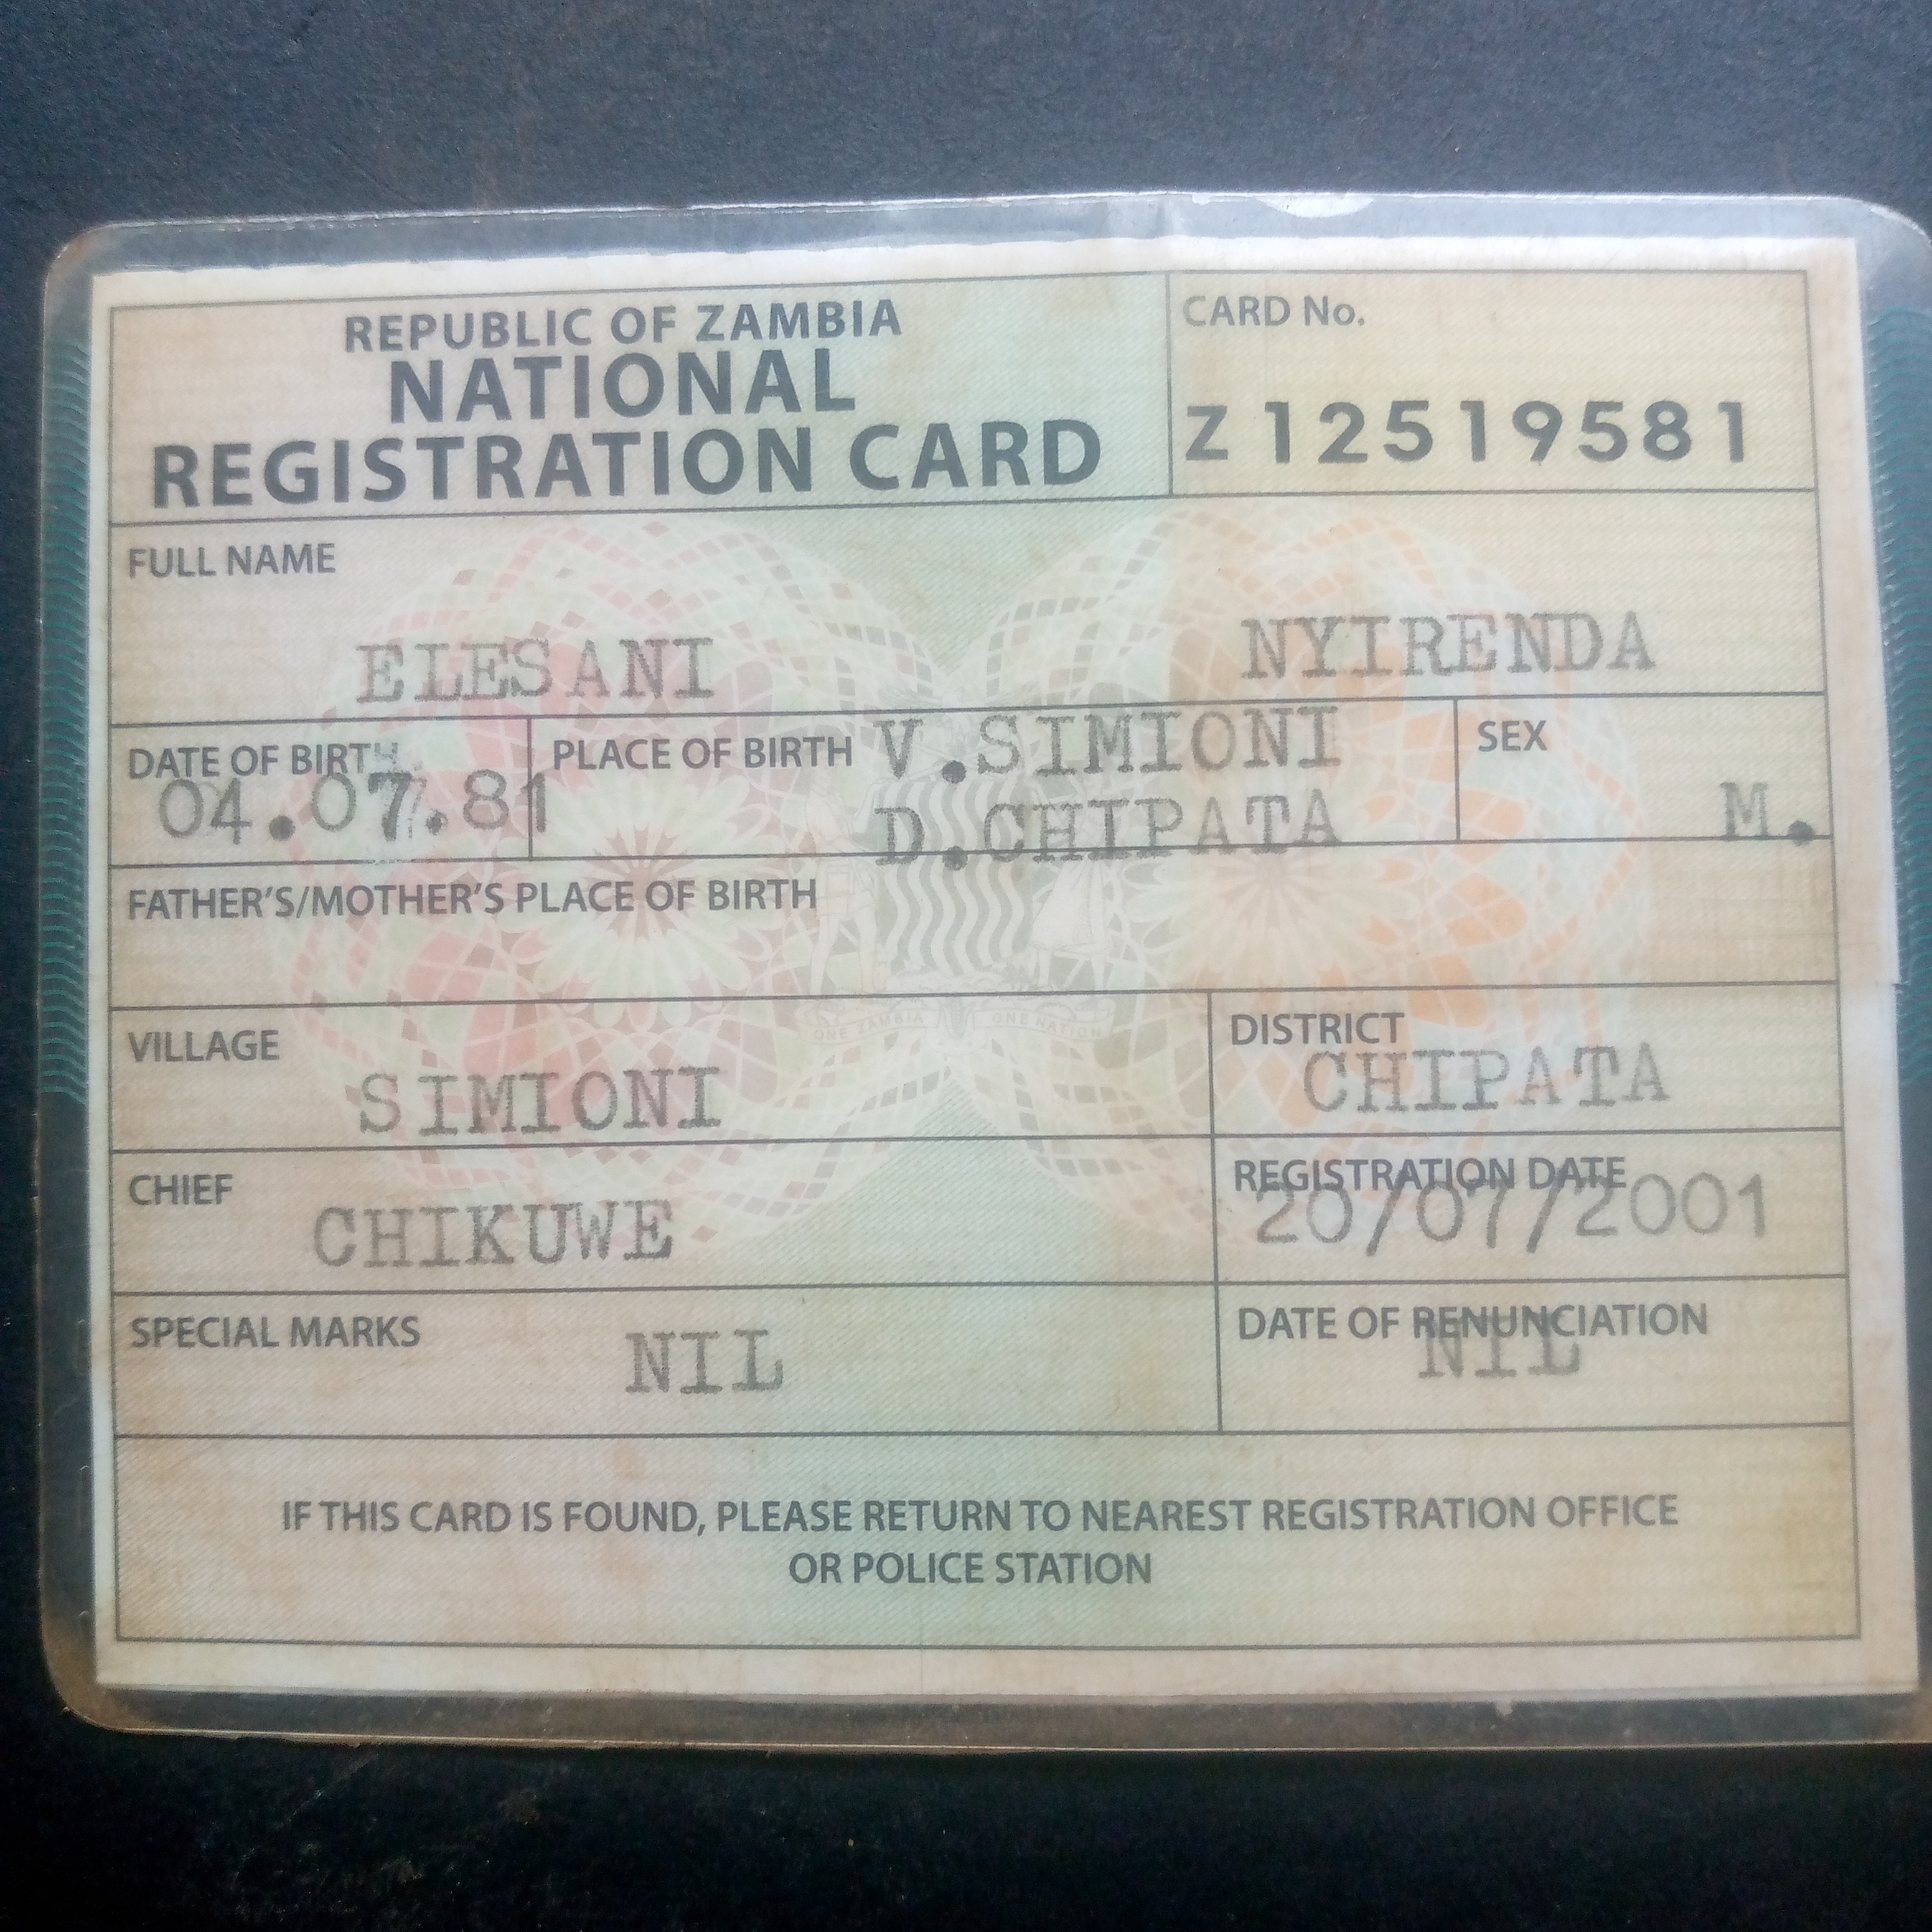 REPUBLIC OF ZAMBIA
NATIONAL
REGISTRATION CARD
CARD No.
Z 12519581
FULL NAME
ELESANI NYIRENDA
DATE OF BIRTH
04.07.81
PLACE OF BIRTH V.SIMIONI
D.CHIPATA
SEX
M.
FATHER'S/MOTHER'S PLACE OF BIRTH
ONE ZAMBIA ONE NATION
VILLAGE
SIMIONI
DISTRICT
CHIPATA
CHIEF
CHIKUWE
REGISTRATION DATE
20/07/2001
SPECIAL MARKS
NIL
DATE OF RENUNCIATION
NIL
IF THIS CARD IS FOUND, PLEASE RETURN TO NEAREST REGISTRATION OFFICE
OR POLICE STATION